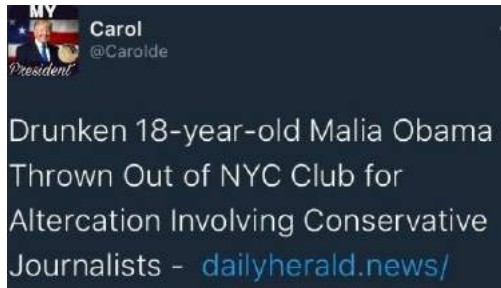 MY
President
Carol
@Carolde
Drunken 18-year-old Malia Obama
Thrown Out of NYC Club for
Altercation Involving Conservative
Journalists - dailyherald.news/